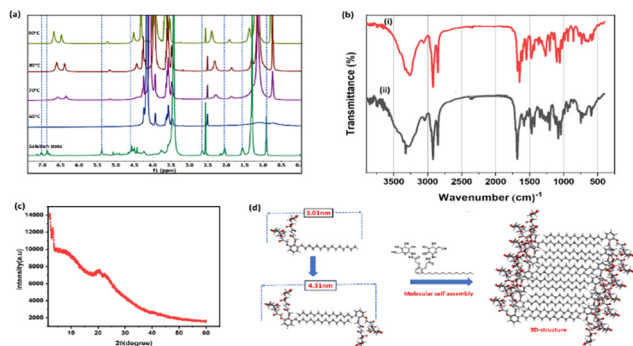 (a)
90°C
80°C
70°C
60°C
Solution state
7.0 6.5 6.0 5.5 5.0 4.5 4.0 3.5 3.0 2.5 2.0 1.5 1.0
f1 (ppm)
(b)
(i)
(ii)
Transmittance (%)
3500 3000 2500 2000 1500 1000 500
Wavenumber (cm)-1
(c)
14000
12000
10000
8000
6000
4000
2000
intensity(a.u)
0 10 20 30 40 50 60
2θ(degree)
(d)
3.01nm
4.31nm
Molecular self assembly
3D-structure